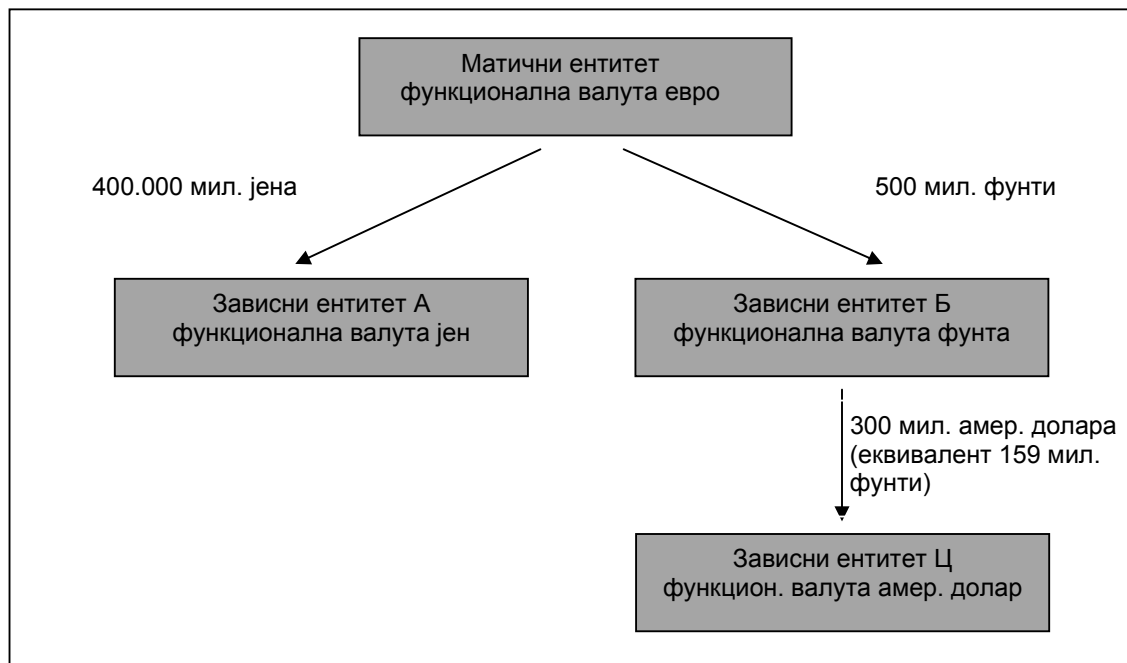 Матични ентитет
функционална валута евро
400.000 мил. јена
500 мил. фунти
Зависни ентитет А
функционална валута јен
Зависни ентитет Б
функционална валута фунта
300 мил. амер. долара
(еквивалент 159 мил.
фунти)
Зависни ентитет Ц
функцион. валута амер. долар